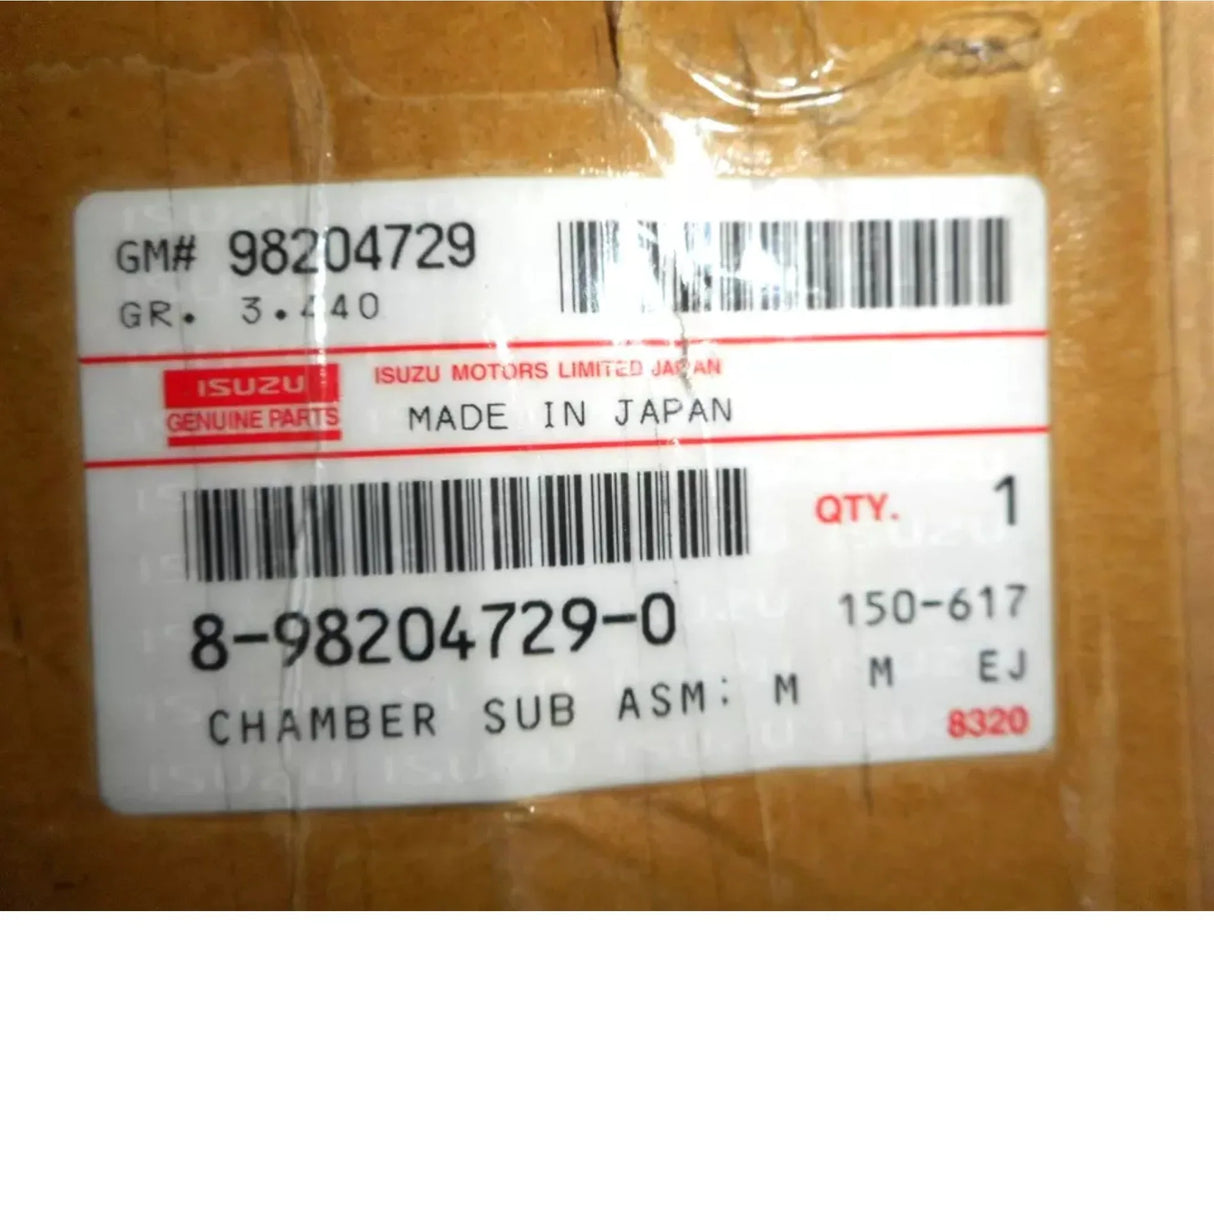 GM# 98204729
GR. 3.440
ISUZU
GENUINE PARTS
ISUZU MOTORS LIMITED JAPAN
MADE IN JAPAN
QTY. 1
8-98204729-0
150-617
CHAMBER SUB ASM: M M EJ
8320